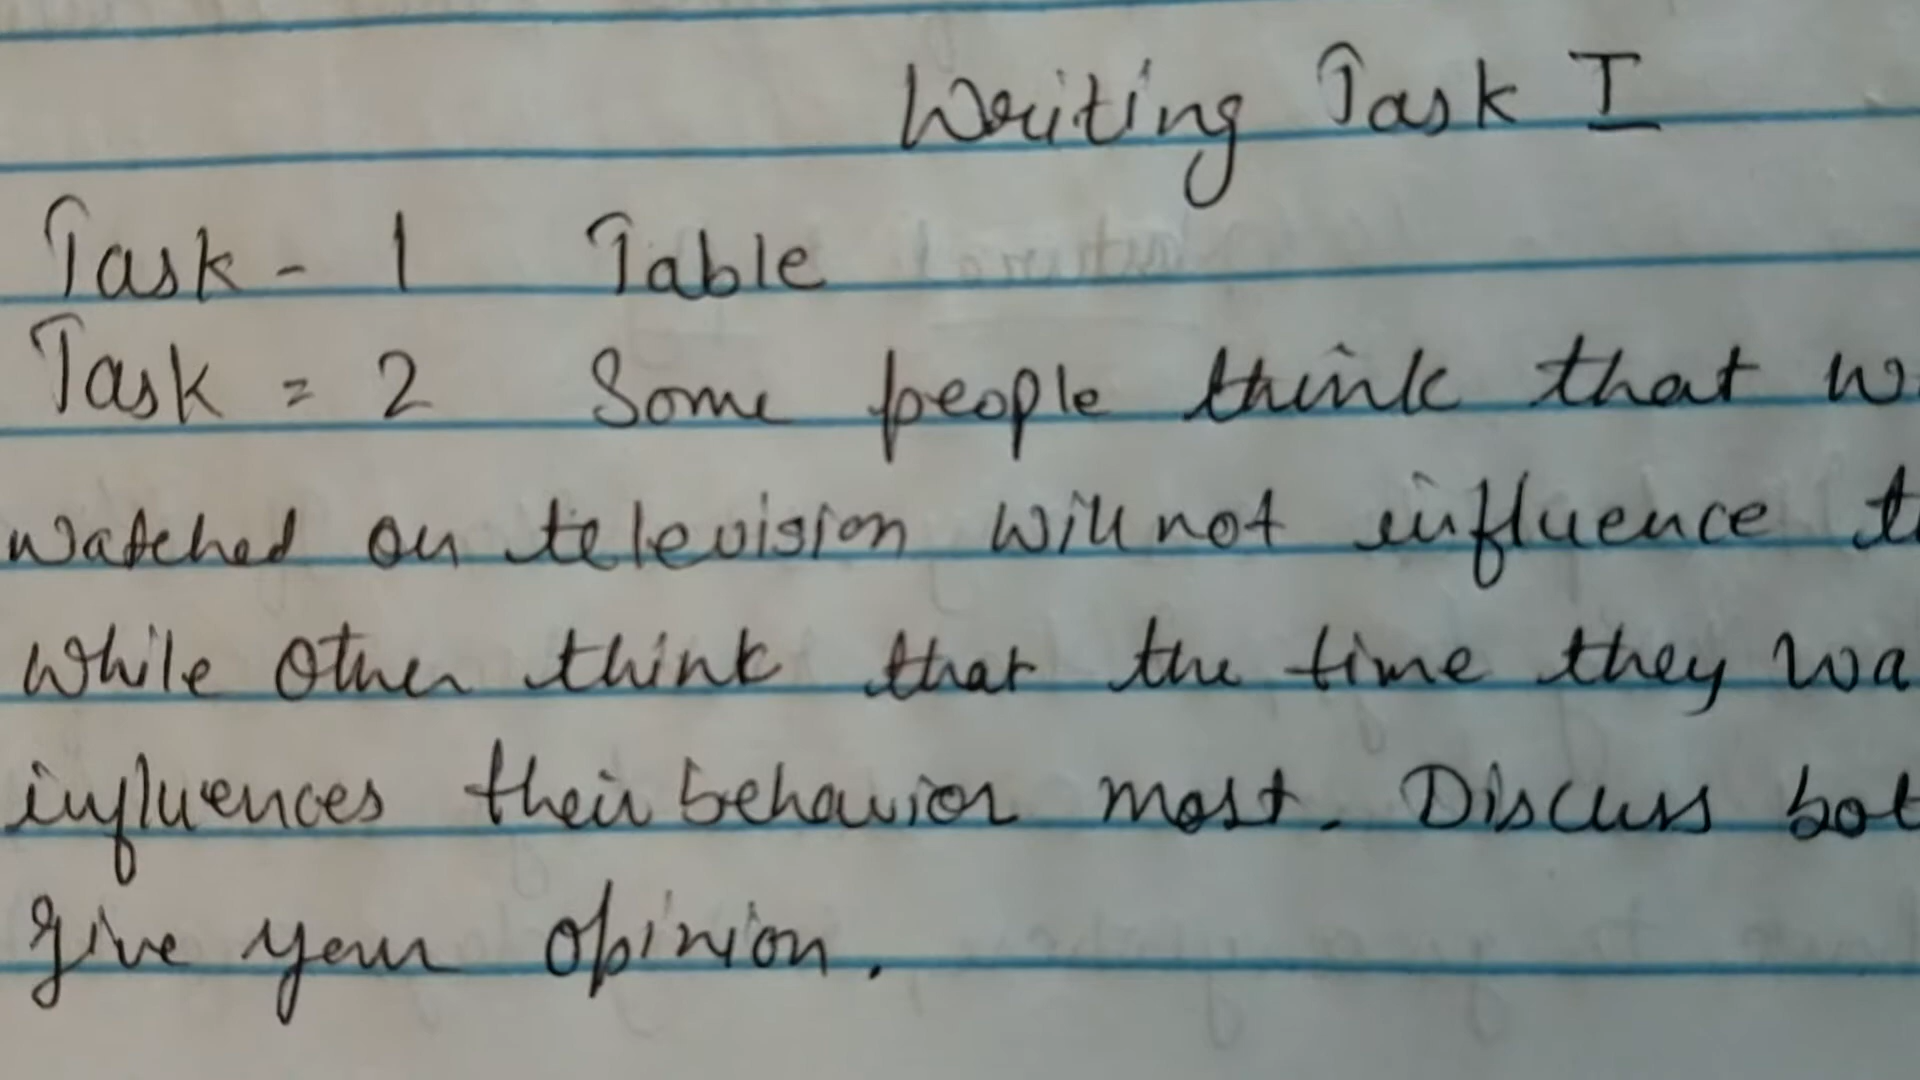 Writing Task I
Task - 1 Table
Task = 2 Some people think that
watched on television will not influence
while other think that the time they
influences their behavior most. Discuss
give your opinion.